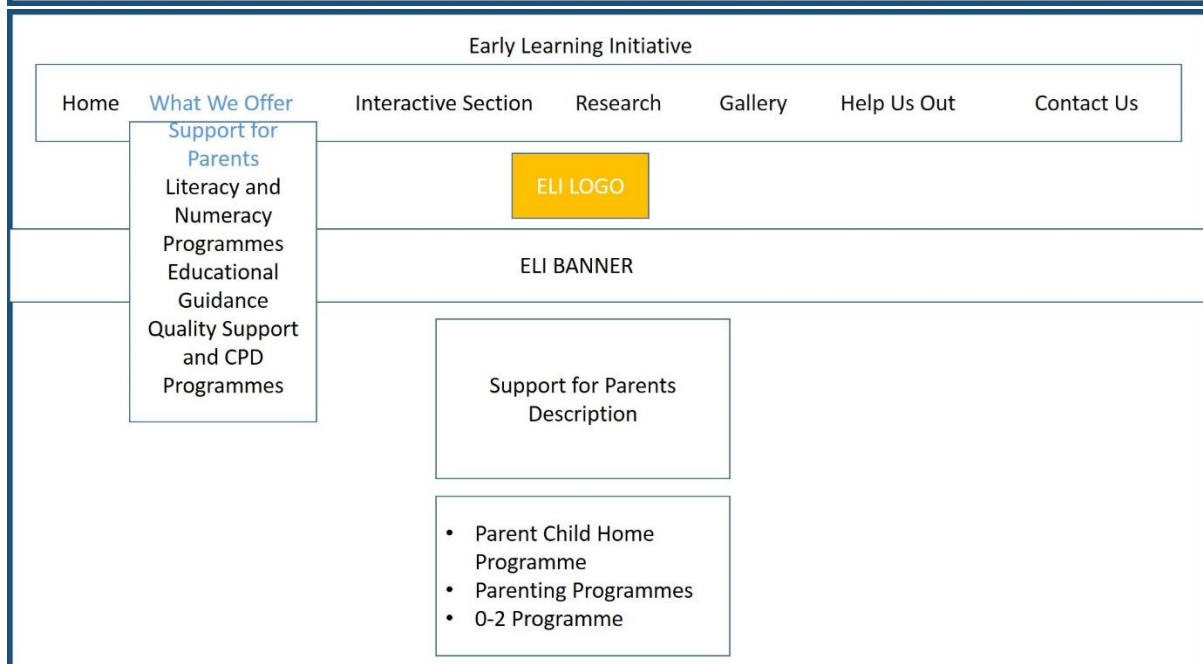 Early Learning Initiative
Home What We Offer Interactive Section Research Gallery Help Us Out Contact Us
Support for
Parents
Literacy and
Numeracy
Programmes
Educational
Guidance
Quality Support
and CPD
Programmes
ELI LOGO
ELI BANNER
Support for Parents
Description
• Parent Child Home
Programme
• Parenting Programmes
• 0-2 Programme